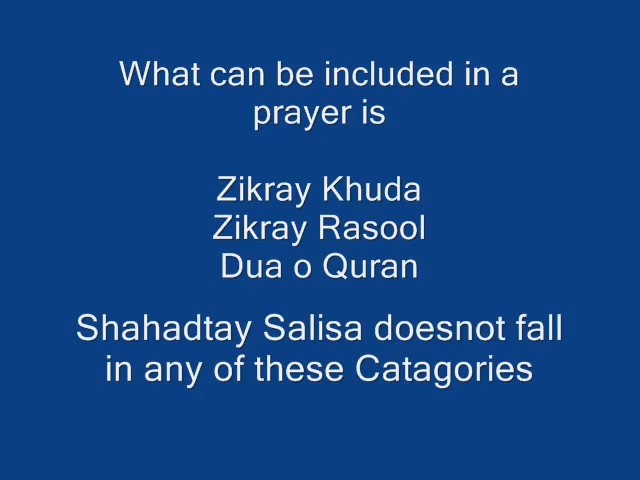 What can be included in a
prayer is
Zikray Khuda
Zikray Rasool
Dua o Quran
Shahadtay Salisa doesnot fall
in any of these Catagories